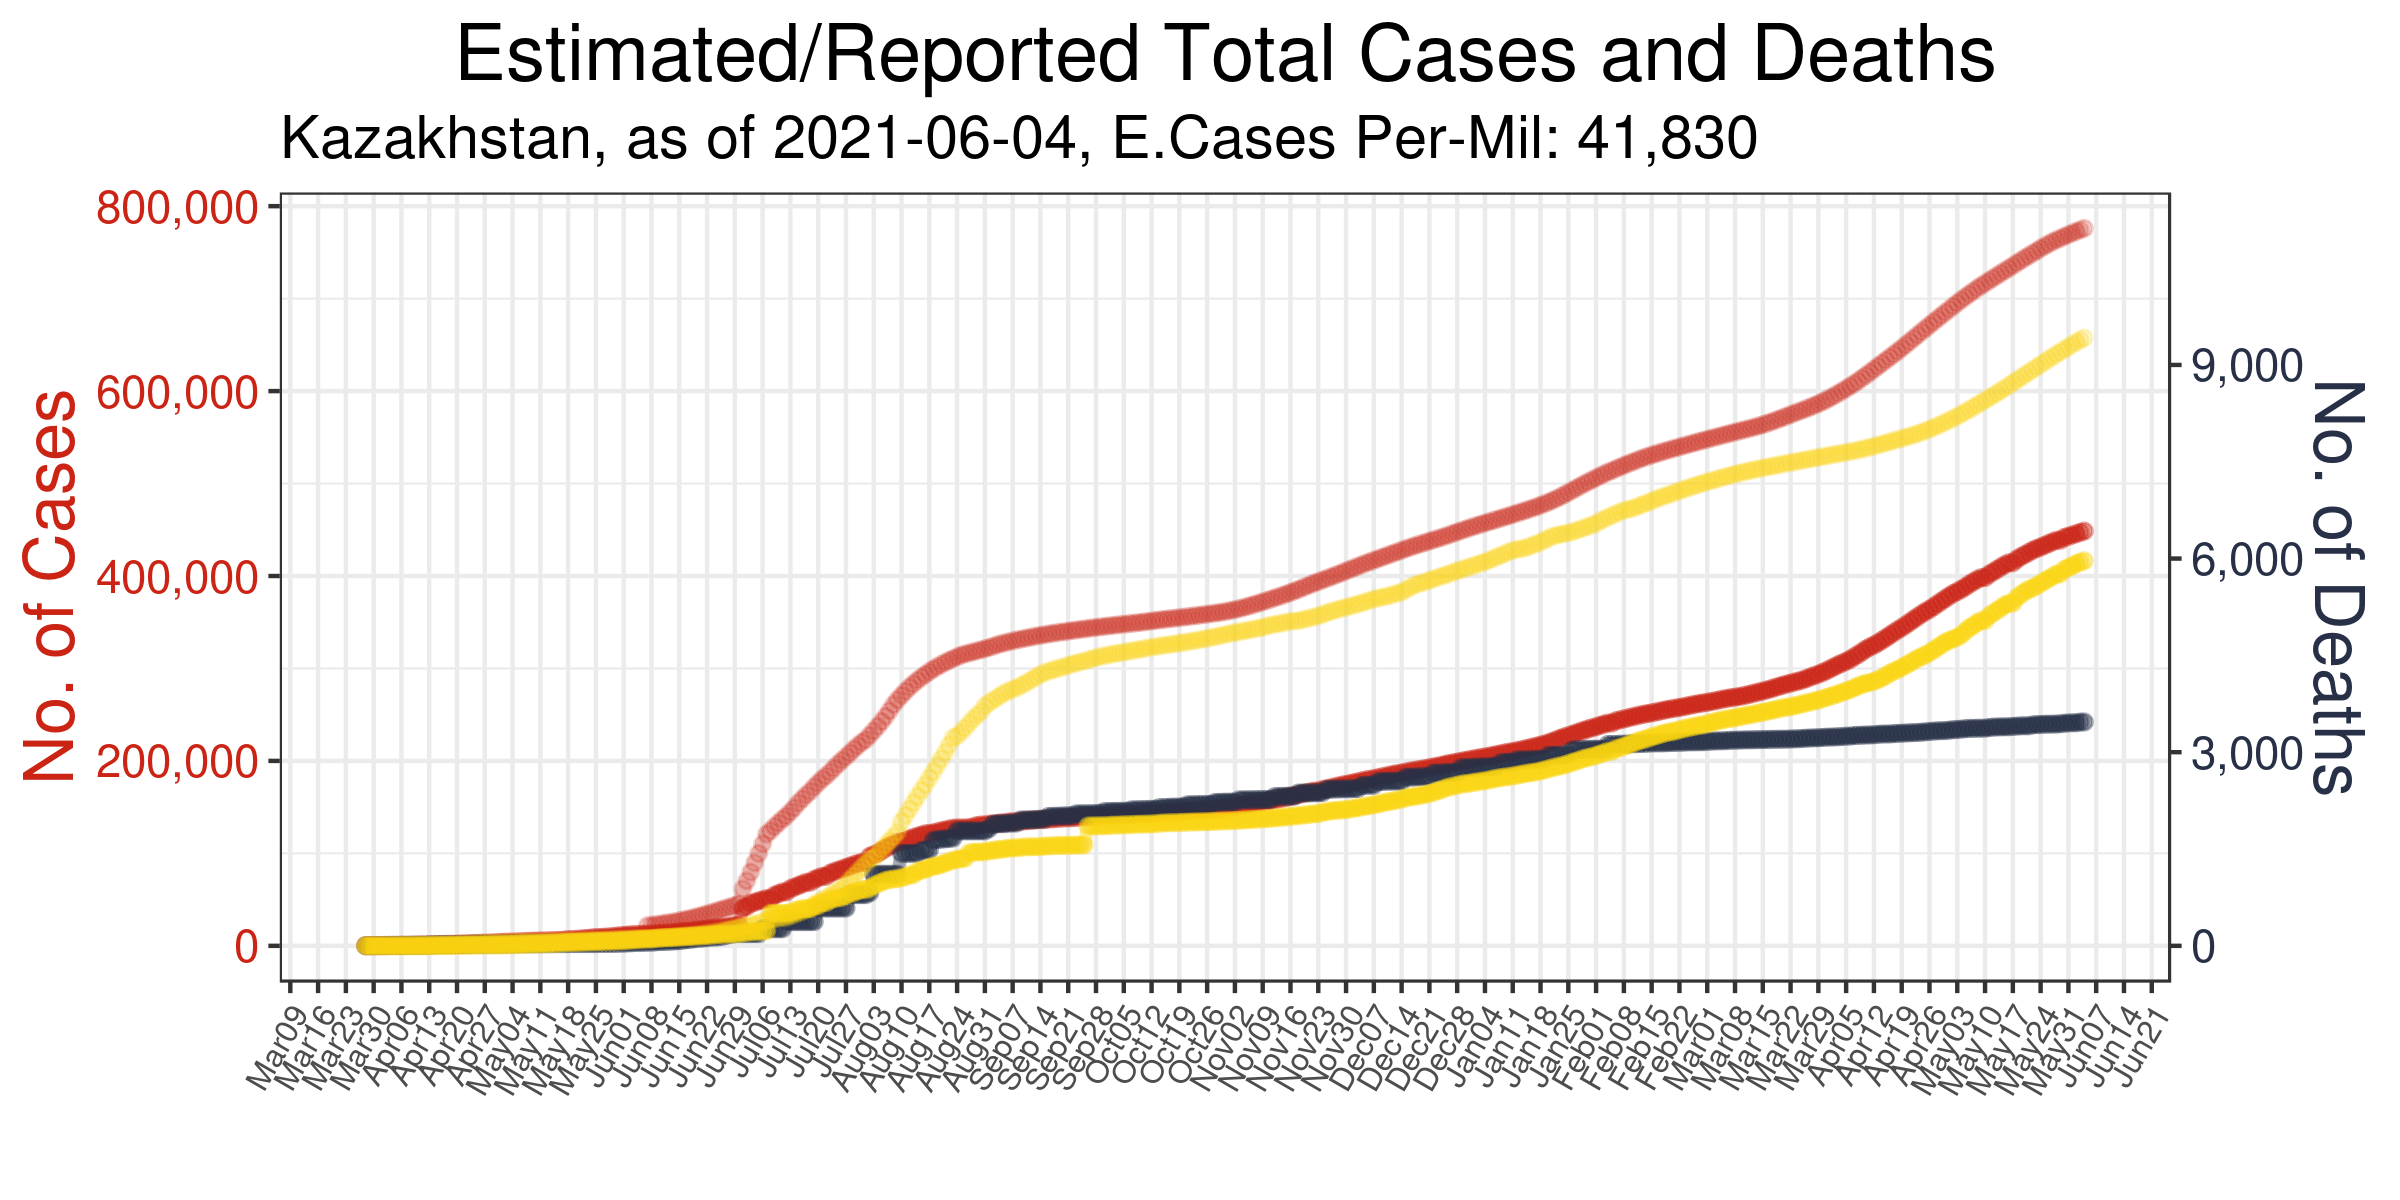 Estimated/Reported Total Cases and Deaths
Kazakhstan, as of 2021-06-04, E.Cases Per-Mil: 41,830
No. of Cases
800,000
600,000
400,000
200,000
0
9,000
6,000
3,000
0
No. of Deaths
Mar09
Mar16
Mar23
Mar30
Apr06
Apr13
Apr20
Apr27
May04
May11
May18
May25
Jun01
Jun08
Jun15
Jun22
Jun29
Jul06
Jul13
Jul20
Jul27
Aug03
Aug10
Aug17
Aug24
Aug31
Sep07
Sep14
Sep21
Sep28
Oct05
Oct12
Oct19
Oct26
Nov02
Nov09
Nov16
Nov23
Nov30
Dec07
Dec14
Dec21
Dec28
Jan04
Jan11
Jan18
Jan25
Feb01
Feb08
Feb15
Feb22
Mar01
Mar08
Mar15
Mar22
Mar29
Apr05
Apr12
Apr19
Apr26
May03
May10
May17
May24
May31
Jun07
Jun14
Jun21